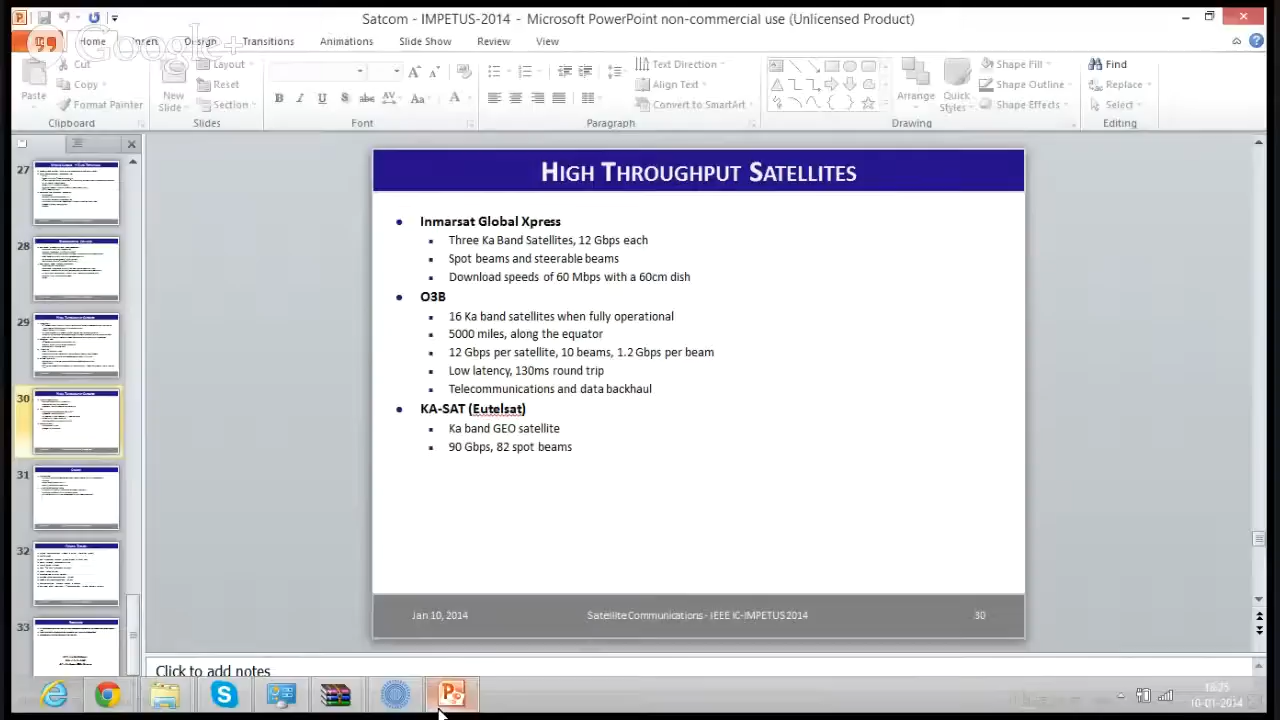 Satcom - IMPETUS-2014 - Microsoft PowerPoint non-commercial use (Unlicensed Product)
Google+
Home Design Transitions Animations Slide Show Review View
Paste
Cut
Copy
Format Painter
Clipboard
New Slide
Layout
Reset
Section
Slides
Font
Text Direction
Align Text
Convert to SmartArt
Paragraph
Arrange
Quick Styles
Shape Fill
Shape Outline
Shape Effects
Drawing
Find
Replace
Select
Editing
27
28
29
30
31
32
33
HIGH THROUGHPUT SATELLITES
Inmarsat Global Xpress
Three Ka Band Satellites, 12 Gbps each
Spot beams and steerable beams
Download speeds of 60 Mbps with a 60cm dish
O3B
16 Ka band satellites when fully operational
5000 miles along the equator
12 Gbps per satellite, 10 beams, 1.2 Gbps per beam
Low latency, 130ms round trip
Telecommunications and data backhaul
KA-SAT (Eutelsat)
Ka band GEO satellite
90 Gbps, 82 spot beams
Jan 10, 2014 Satellite Communications - IEEE IC-IMPETUS 2014 30
Click to add notes
16:25
10-01-2014